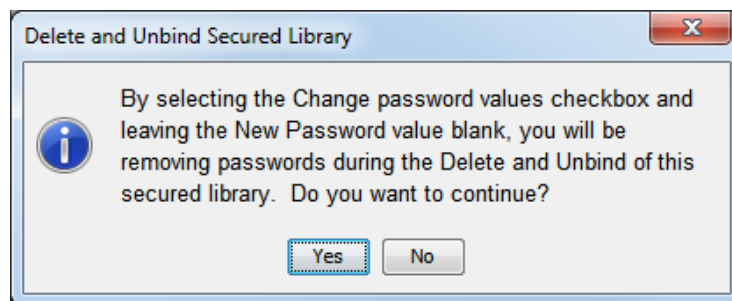 Delete and Unbind Secured Library
By selecting the Change password values checkbox and
leaving the New Password value blank, you will be
removing passwords during the Delete and Unbind of this
secured library.  Do you want to continue?
Yes No